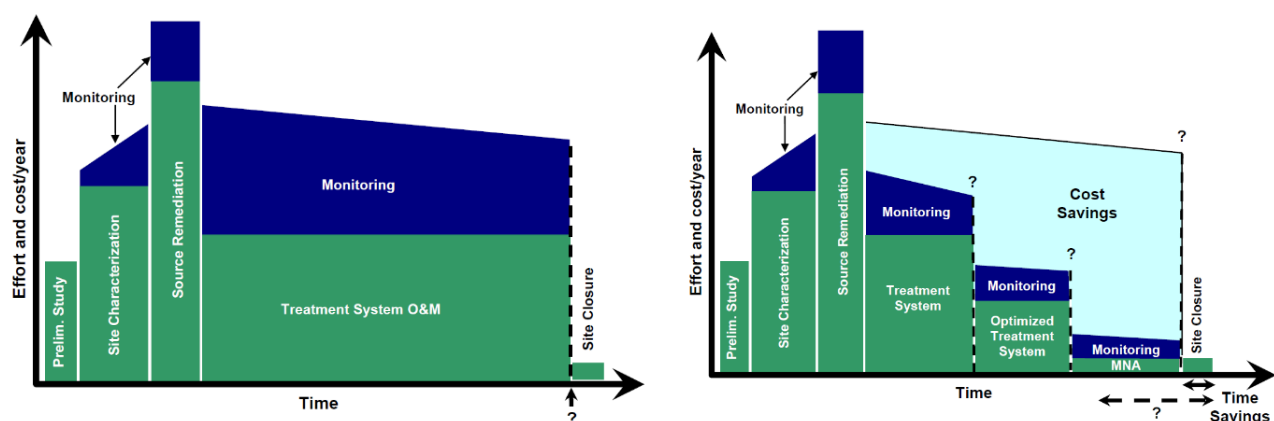 Effort and cost/year
Monitoring
Prelim. Study
Site Characterization
Source Remediation
Monitoring
Treatment System O&M
Site Closure
Time
?
Effort and cost/year
Monitoring
Prelim. Study
Site Characterization
Source Remediation
Monitoring
Treatment
System
?
Monitoring
Optimized
Treatment
System
?
Cost
Savings
Monitoring
MNA
?
Site Closure
Time
?
Time
Savings